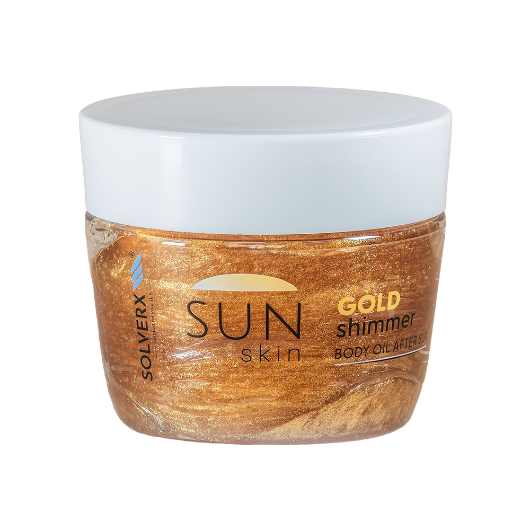 SOLVERX®
SUN
skin
GOLD
shimmer
BODY OIL AFTER